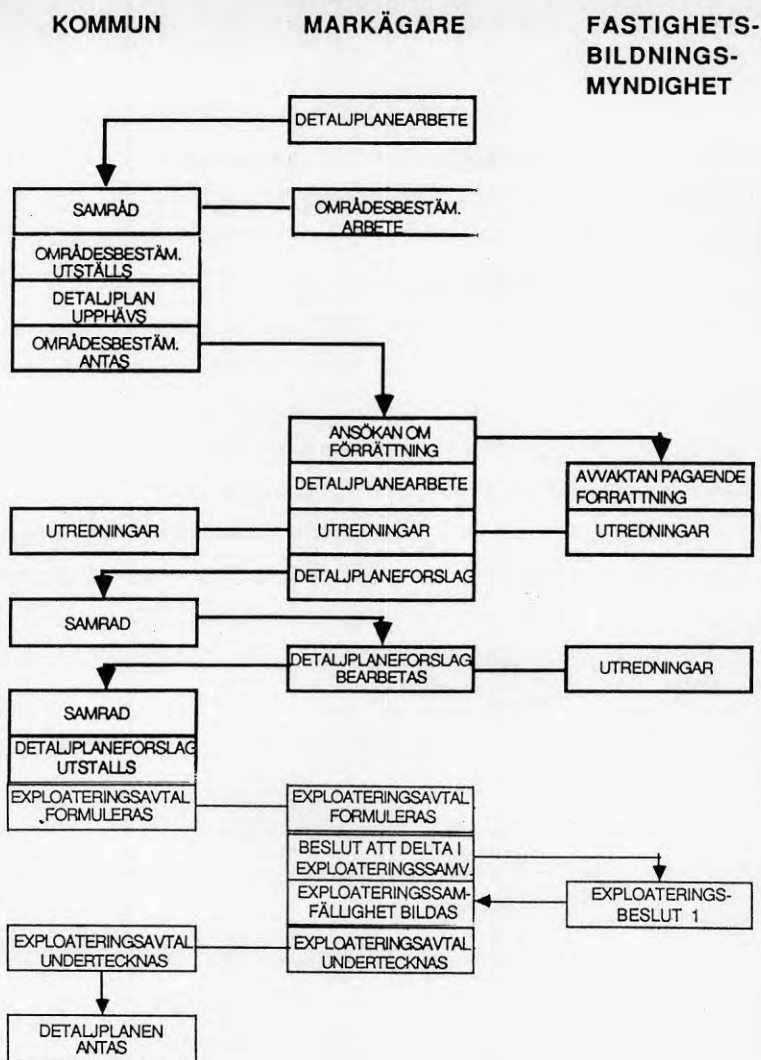 KOMMUN
MARKÄGARE
FASTIGHETS-
BILDNINGS-
MYNDIGHET
DETALJPLANEARBETE
SAMRÅD
OMRÅDESBESTÄM.
ARBETE
OMRÅDESBESTÄM.
UTSTÄLLS
DETALJPLAN
UPPHÄVS
OMRÅDESBESTÄM.
ANTAS
ANSÖKAN OM
FÖRRÄTTNING
DETALJPLANEARBETE
AVVAKTAN PAGAENDE
FORRATTNING
UTREDNINGAR
UTREDNINGAR
UTREDNINGAR
DETALJPLANEFORSLAG
SAMRAD
DETALJPLANEFORSLAG
BEARBETAS
UTREDNINGAR
SAMRAD
DETALJPLANEFORSLAG
UTSTALLS
EXPLOATERINGSAVTAL
FORMULERAS
EXPLOATERINGSAVTAL
FORMULERAS
BESLUT ATT DELTA I
EXPLOATERINGSSAMV.
EXPLOATERINGSSAM-
FÄLLIGHET BILDAS
EXPLOATERINGS-
BESLUT 1
EXPLOATERINGSAVTAL
UNDERTECKNAS
EXPLOATERINGSAVTAL
UNDERTECKNAS
DETALJPLANEN
ANTAS